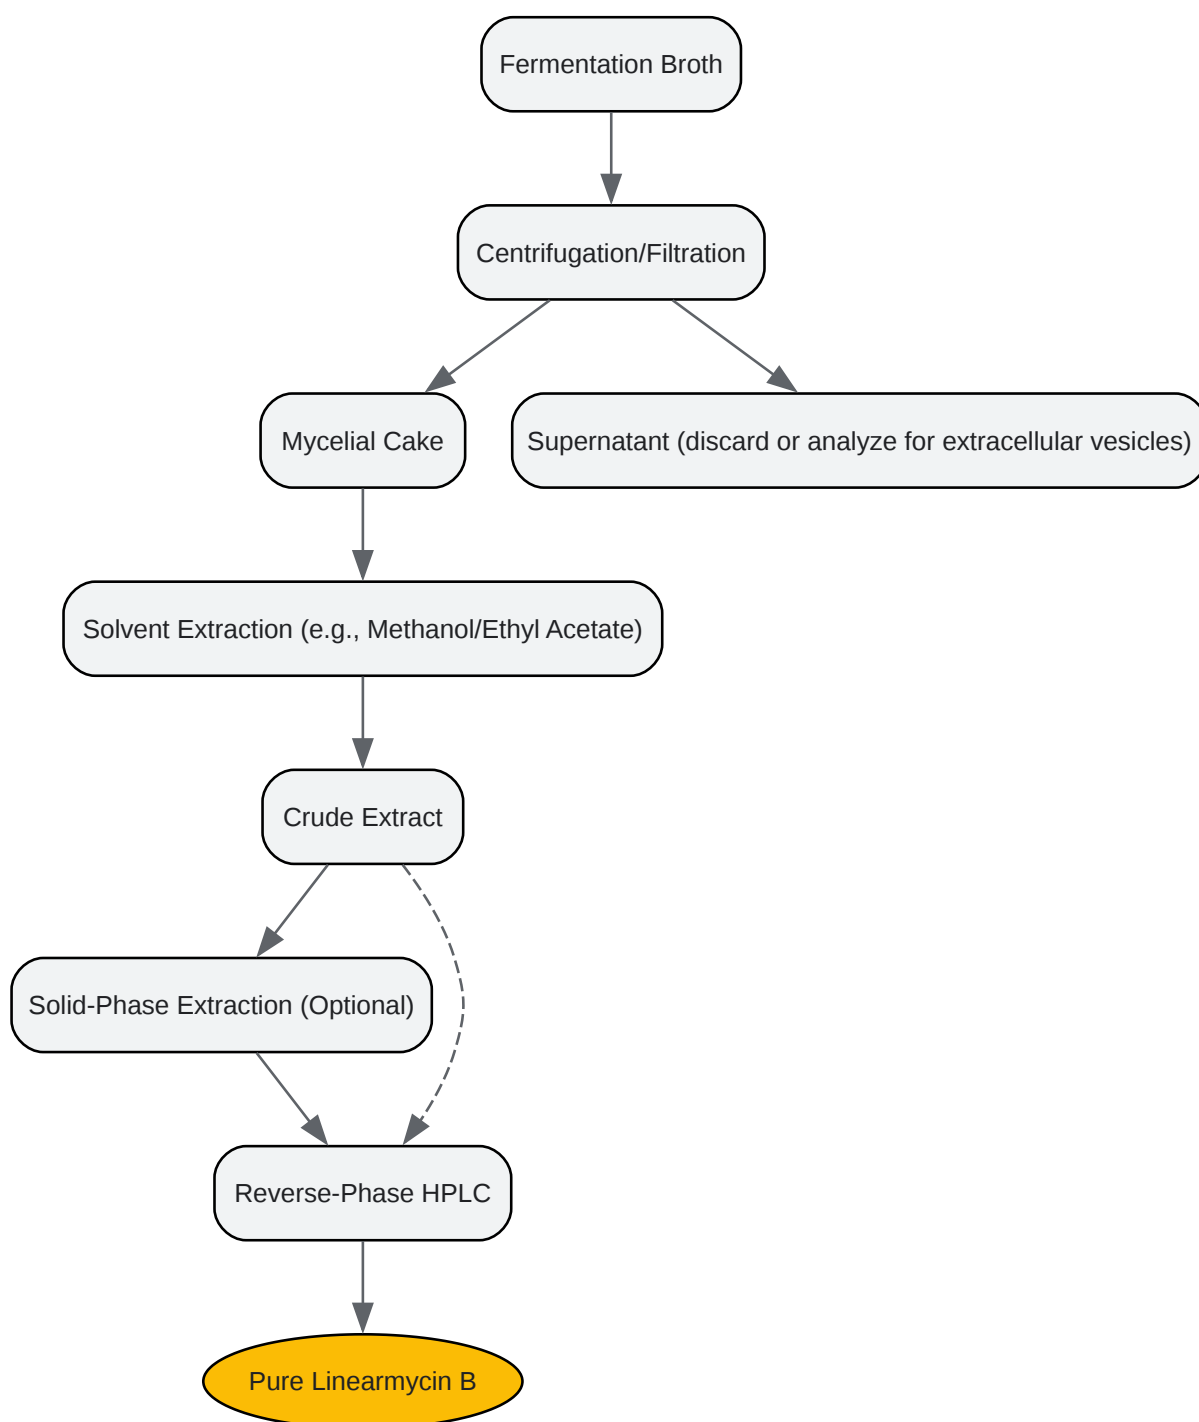 Fermentation Broth
Centrifugation/Filtration
Mycelial Cake
Supernatant (discard or analyze for extracellular vesicles)
Solvent Extraction (e.g., Methanol/Ethyl Acetate)
Crude Extract
Solid-Phase Extraction (Optional)
Reverse-Phase HPLC
Pure Linearmycin B